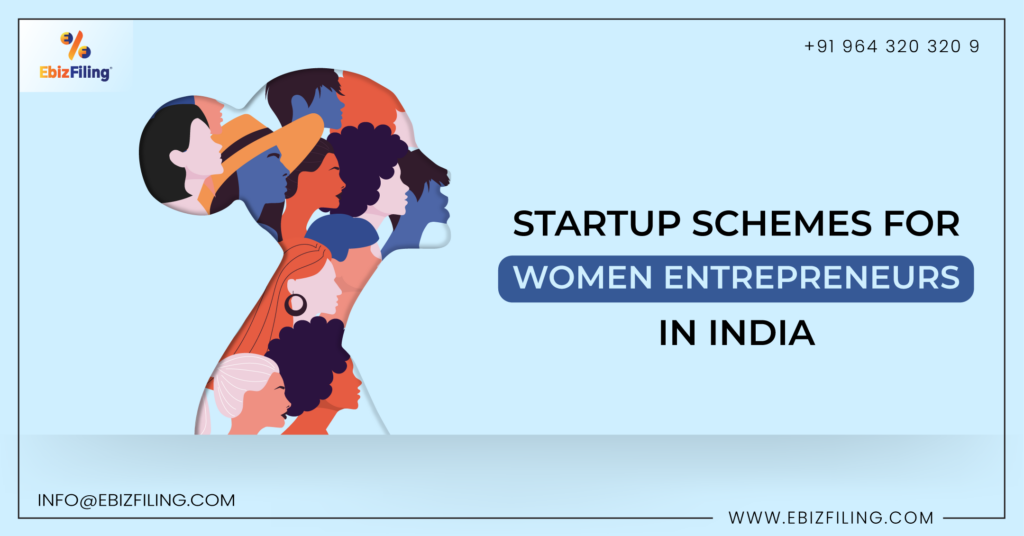 EbizFiling
+91 964 320 320 9
STARTUP SCHEMES FOR
WOMEN ENTREPRENEURS
IN INDIA
INFO@EBIZFILING.COM
WWW.EBIZFILING.COM